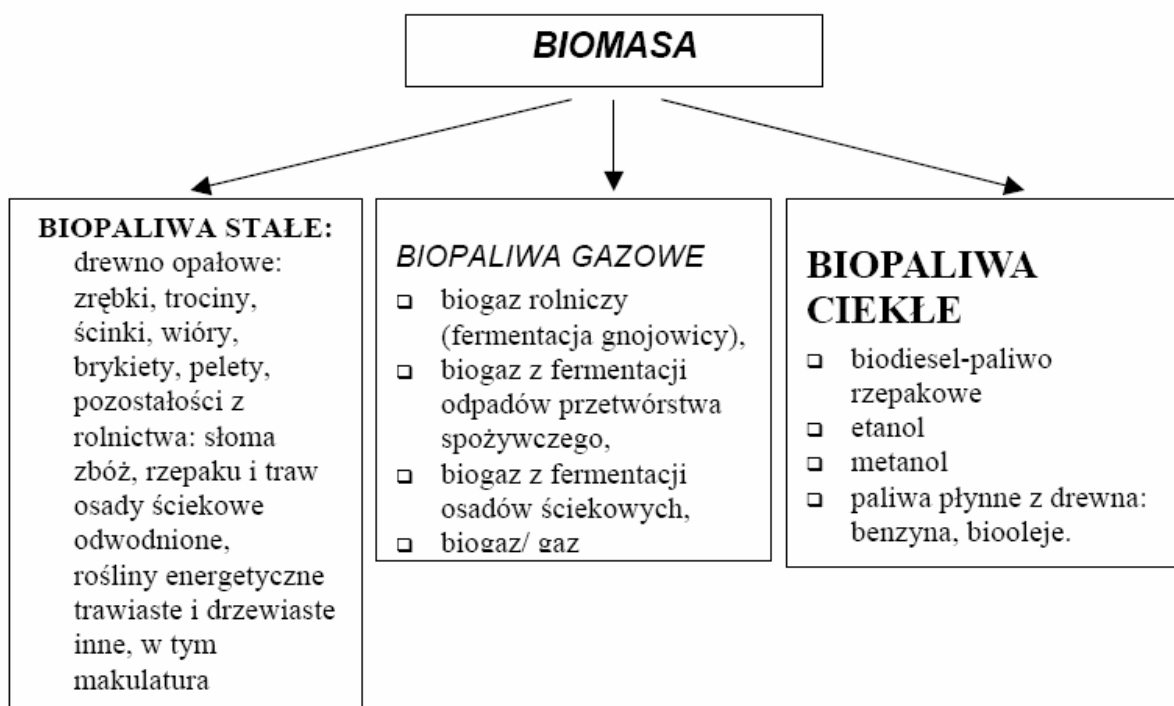 BIOMASA
BIOPALIWA STAŁE:
drewno opałowe:
zrębki, trociny,
ścinki, wióry,
brykiety, pelety,
pozostałości z
rolnictwa: słoma
zbóż, rzepaku i traw
osady ściekowe
odwodnione,
rośliny energetyczne
trawiaste i drzewiaste
inne, w tym
makulatura
BIOPALIWA GAZOWE
biogaz rolniczy
(fermentacja gnojowicy),
biogaz z fermentacji
odpadów przetwórstwa
spożywczego,
biogaz z fermentacji
osadów ściekowych,
biogaz/ gaz
BIOPALIWA
CIEKŁE
biodiesel-paliwo
rzepakowe
etanol
metanol
paliwa płynne z drewna:
benzyna, biooleje.